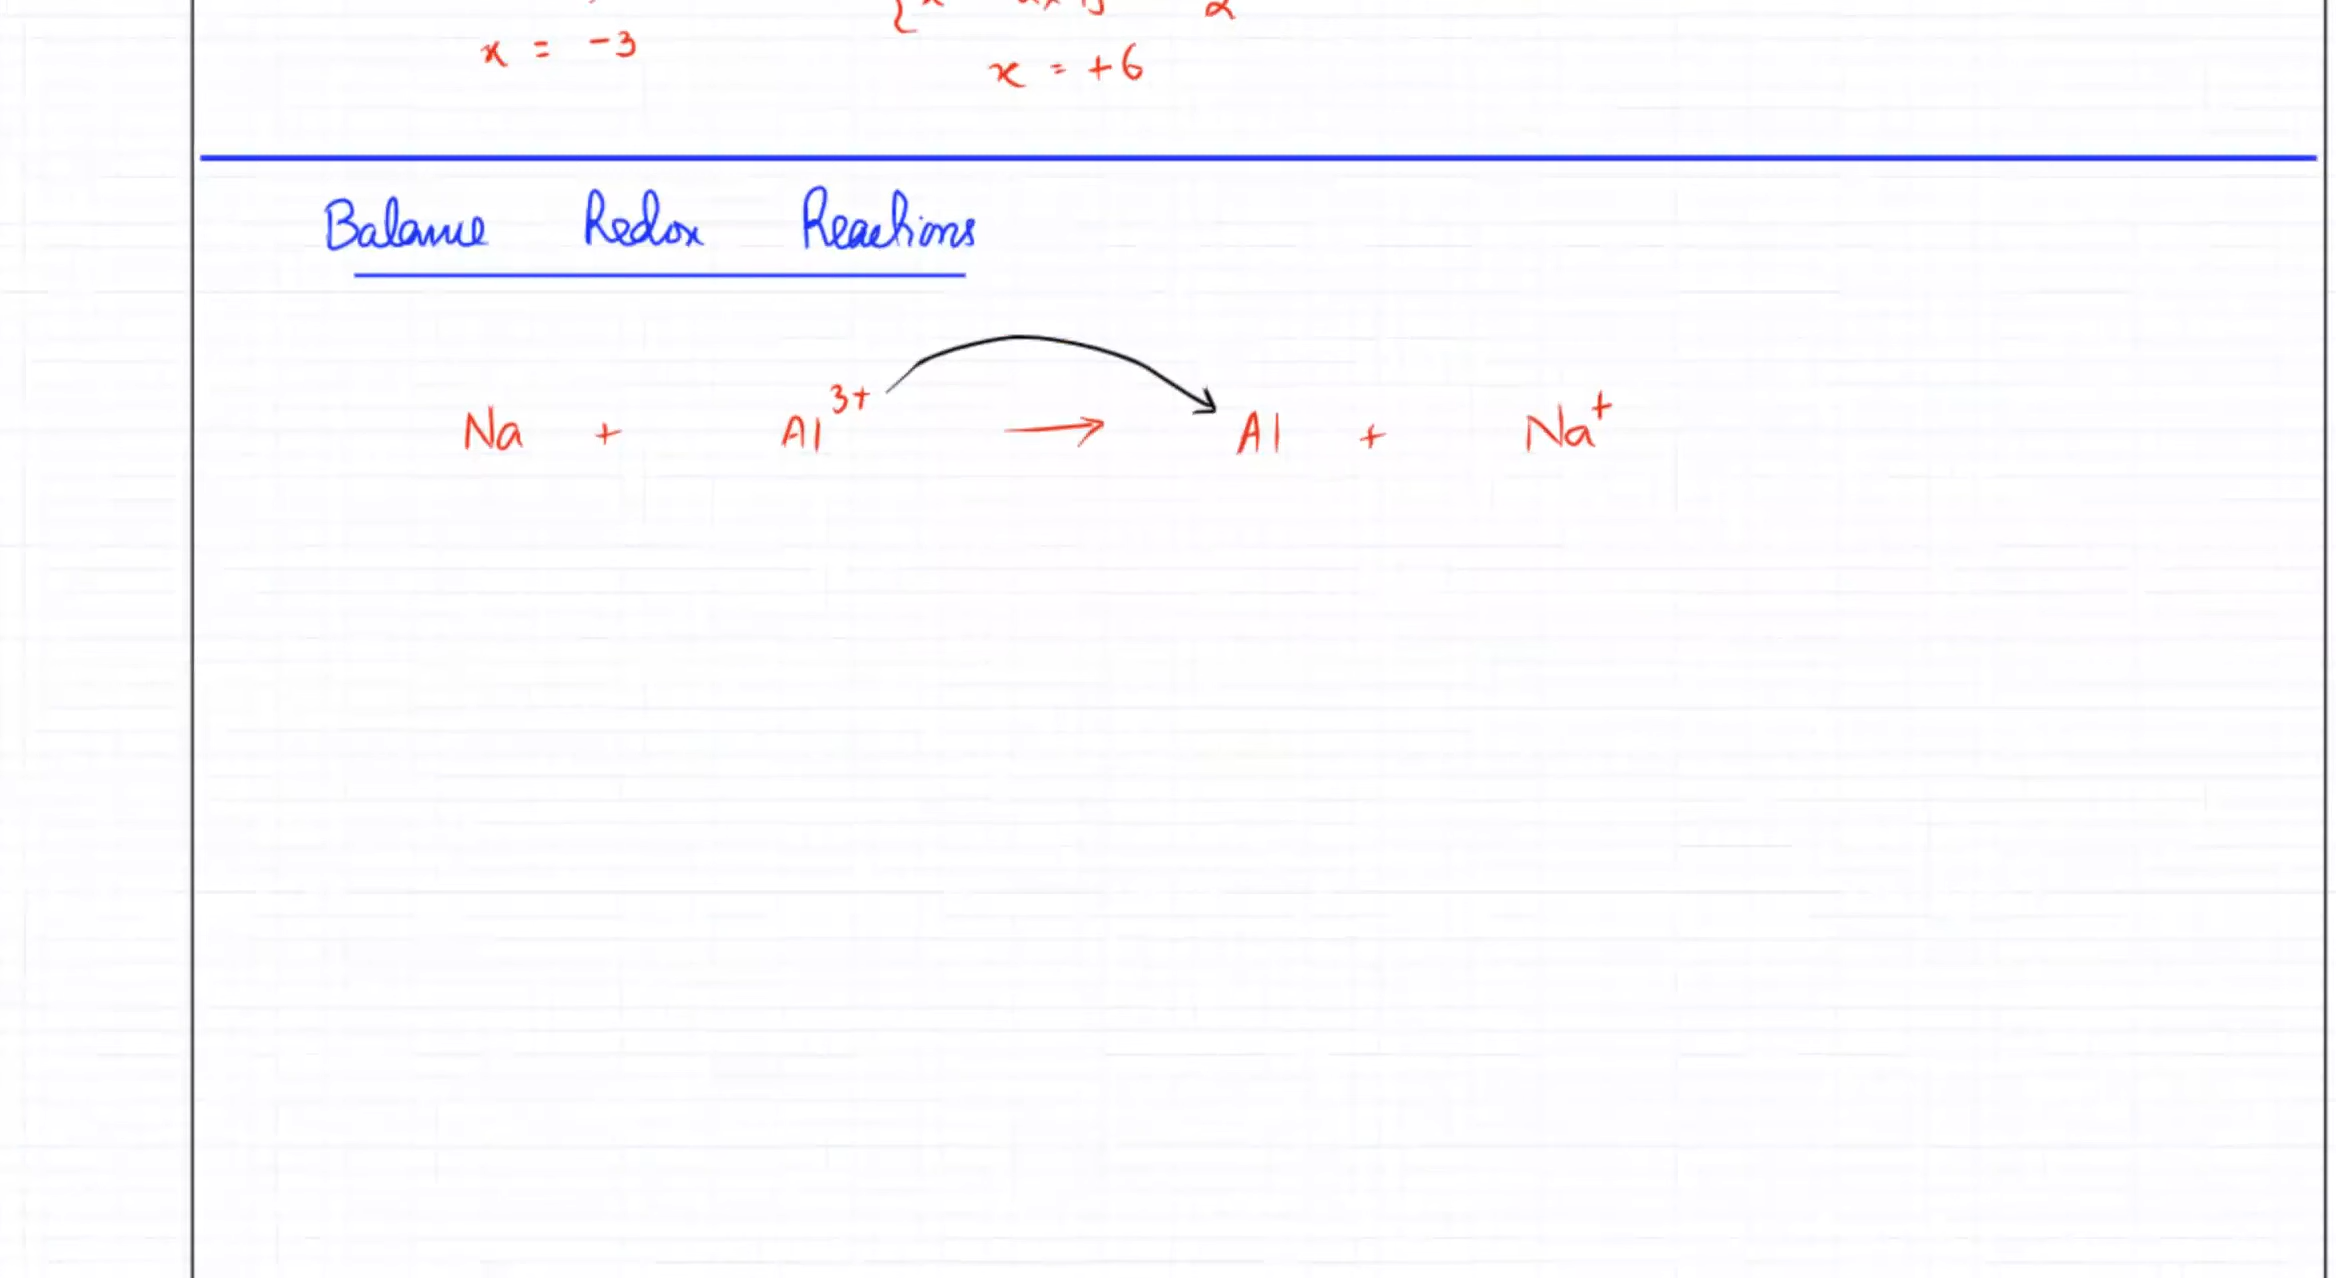 x = -3
x = +6
Balance Redox Reactions
Na + Al³⁺ → Al + Na⁺